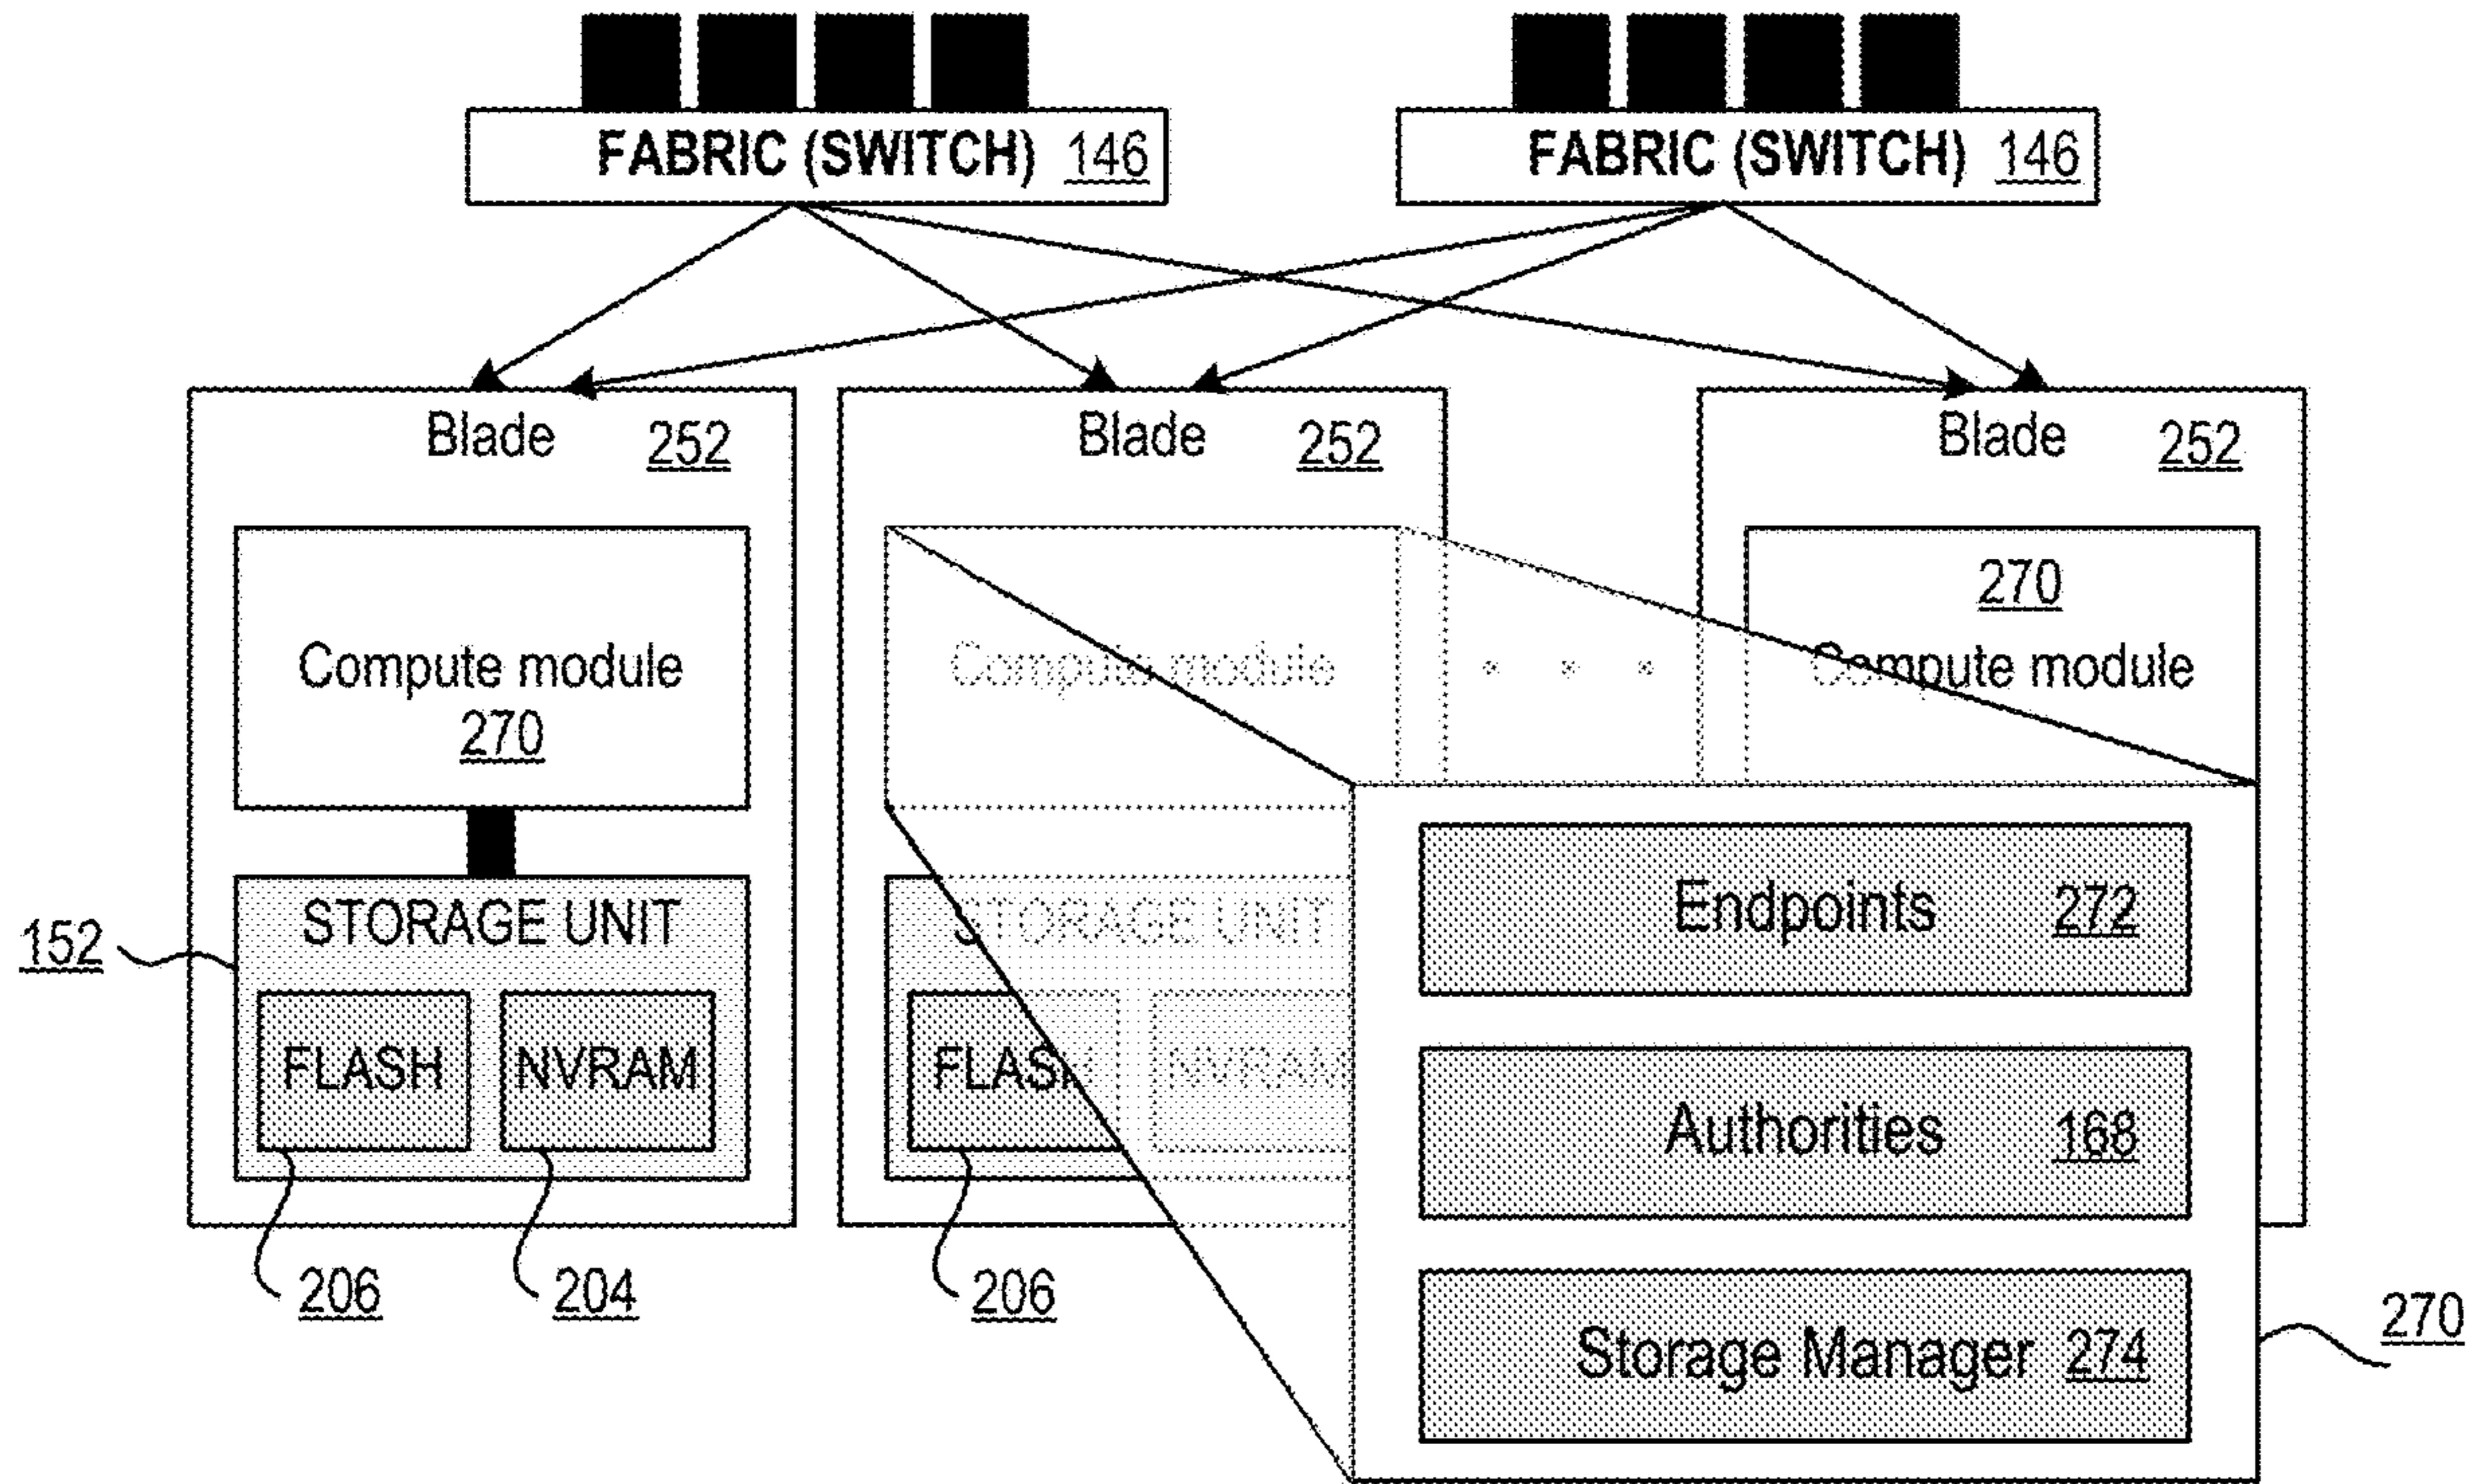 FABRIC (SWITCH) 146
FABRIC (SWITCH) 146
Blade 252
Blade 252
Blade 252
Compute module
270
Compute module
270
Compute module
STORAGE UNIT
152
FLASH
NVRAM
206
204
STORAGE UNIT
FLASH
NVRAM
206
Endpoints 272
Authorities 168
Storage Manager 274
270